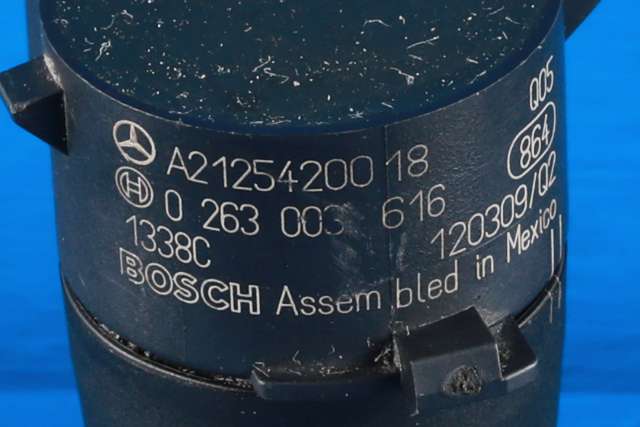 Q05
864
A2125420018
0 263 003 616
120309/Q2
1338C
BOSCH Assembled in Mexico